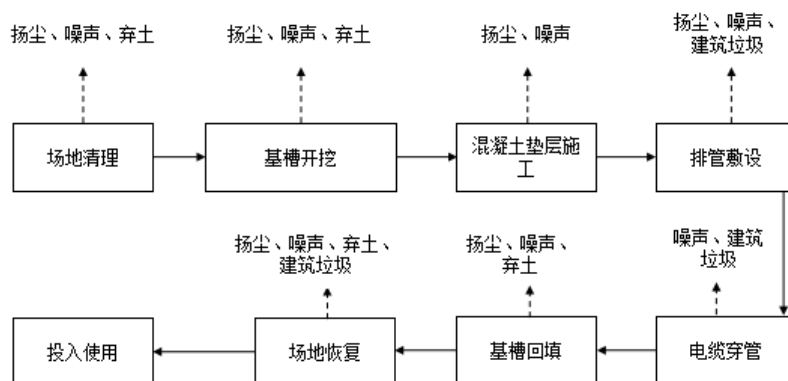 扬尘、噪声、弃土
扬尘、噪声、弃土
扬尘、噪声
扬尘、噪声、
建筑垃圾
场地清理
基槽开挖
混凝土垫层施
工
排管敷设
扬尘、噪声、弃土、
建筑垃圾
扬尘、噪声、
弃土
噪声、建筑
垃圾
投入使用
场地恢复
基槽回填
电缆穿管